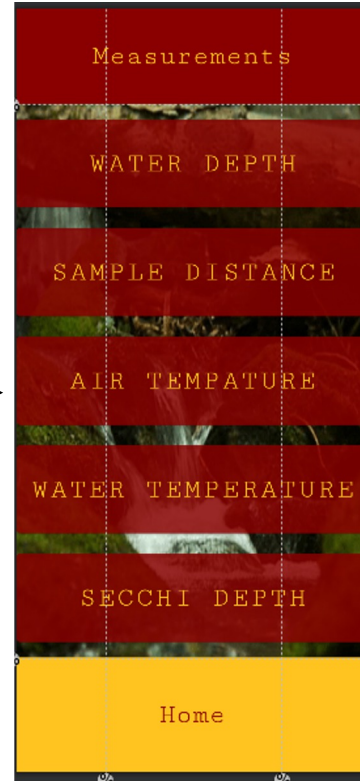 Measurements
WATER DEPTH
SAMPLE DISTANCE
AIR TEMPATURE
WATER TEMPERATURE
SECCHI DEPTH
Home